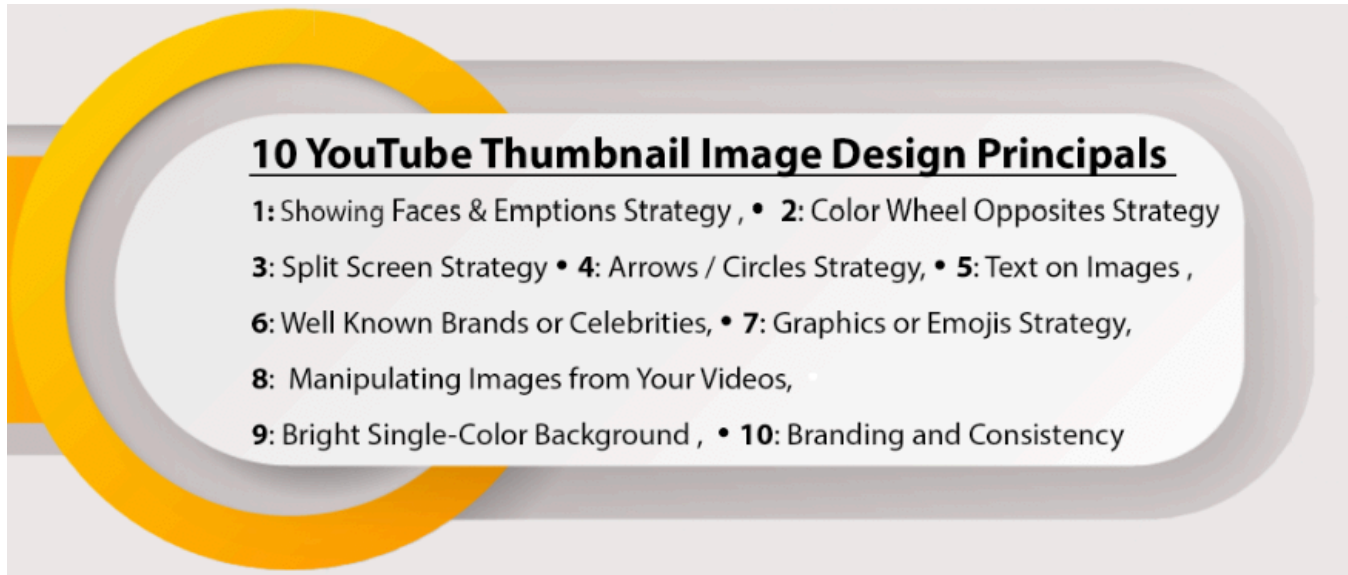 10 YouTube Thumbnail Image Design Principals
1: Showing Faces & Emptions Strategy , • 2: Color Wheel Opposites Strategy
3: Split Screen Strategy • 4: Arrows / Circles Strategy, • 5: Text on Images ,
6: Well Known Brands or Celebrities, • 7: Graphics or Emojis Strategy,
8: Manipulating Images from Your Videos,
9: Bright Single-Color Background , • 10: Branding and Consistency